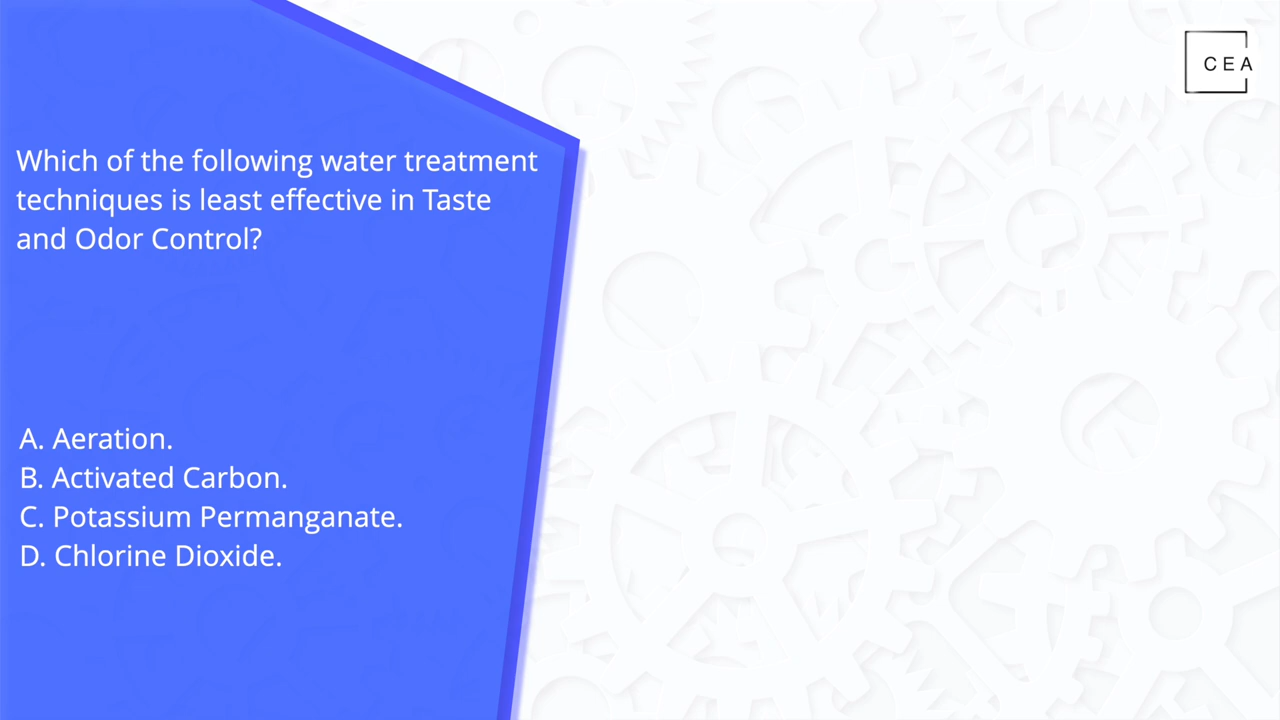 CEA
Which of the following water treatment
techniques is least effective in Taste
and Odor Control?
A. Aeration.
B. Activated Carbon.
C. Potassium Permanganate.
D. Chlorine Dioxide.